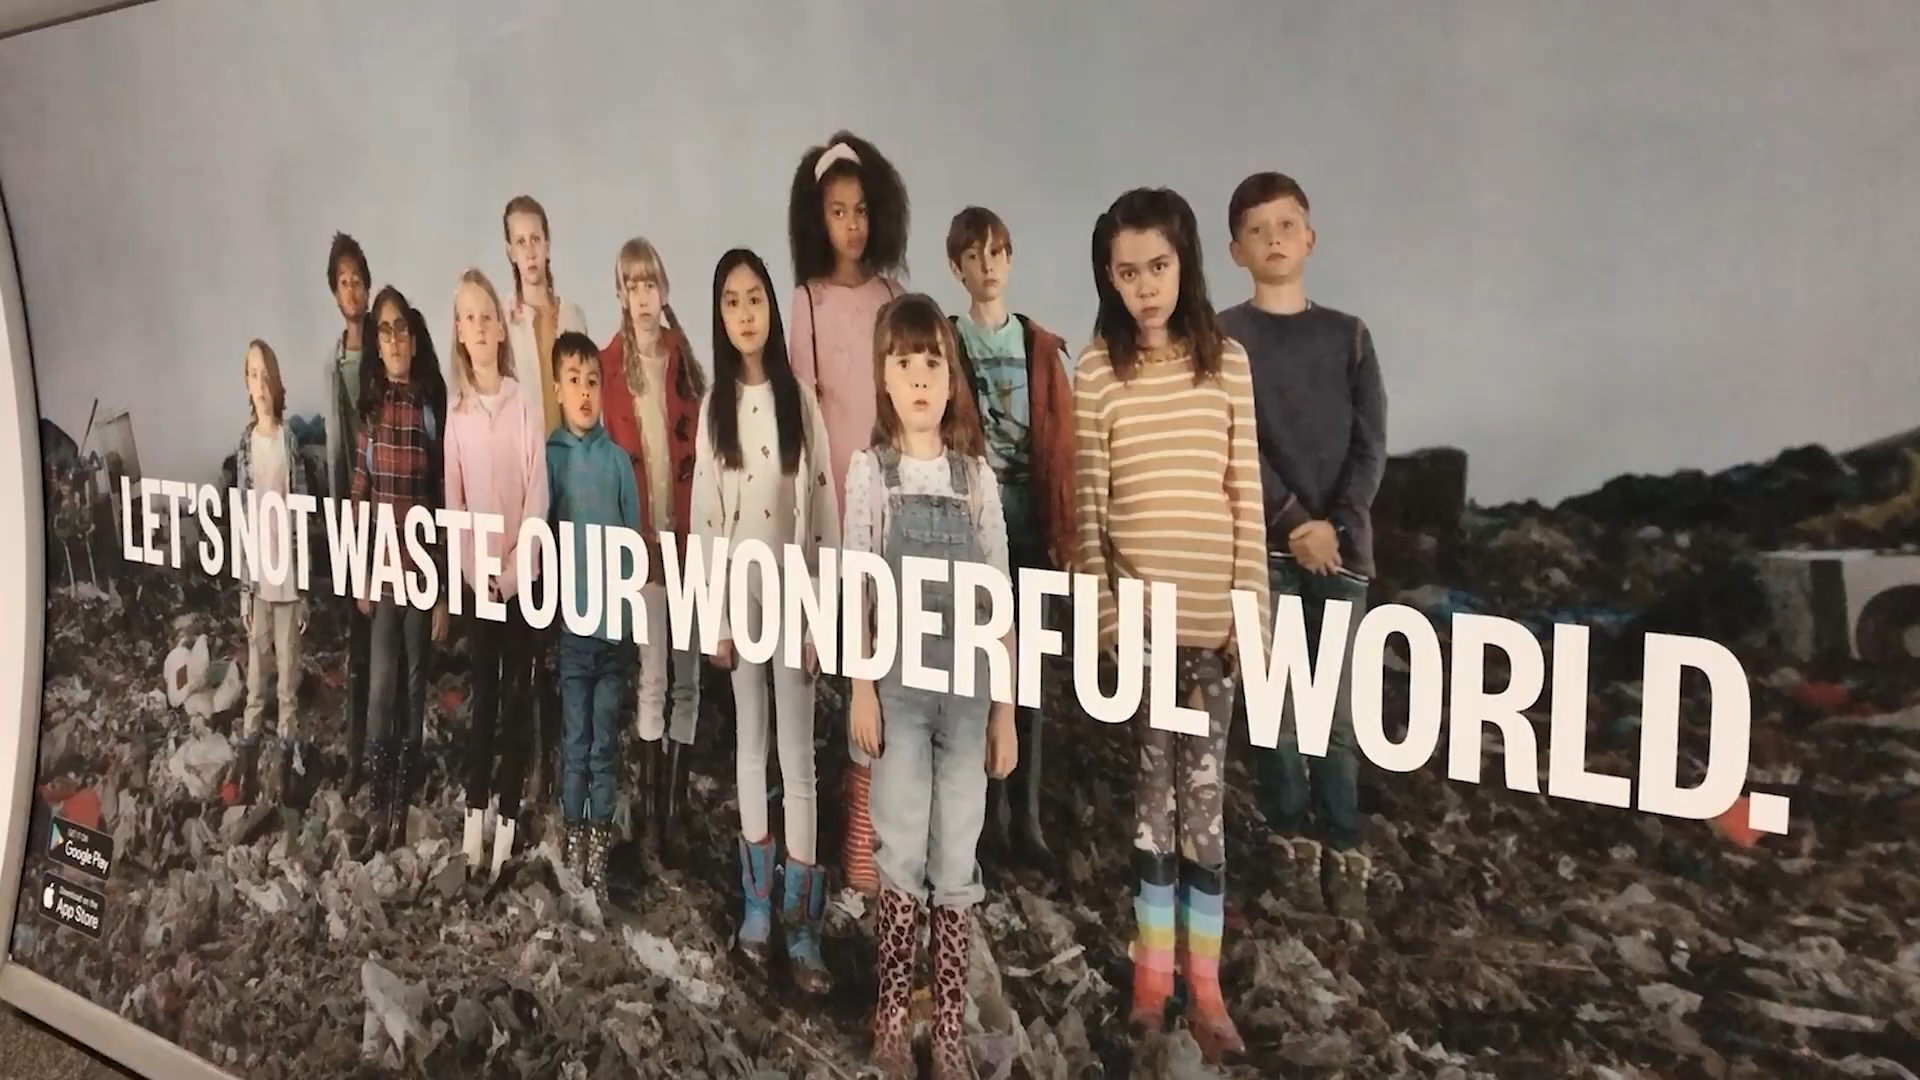 LET'S NOT WASTE OUR WONDERFUL WORLD.
GET IT ON
Google Play
Download on the
App Store